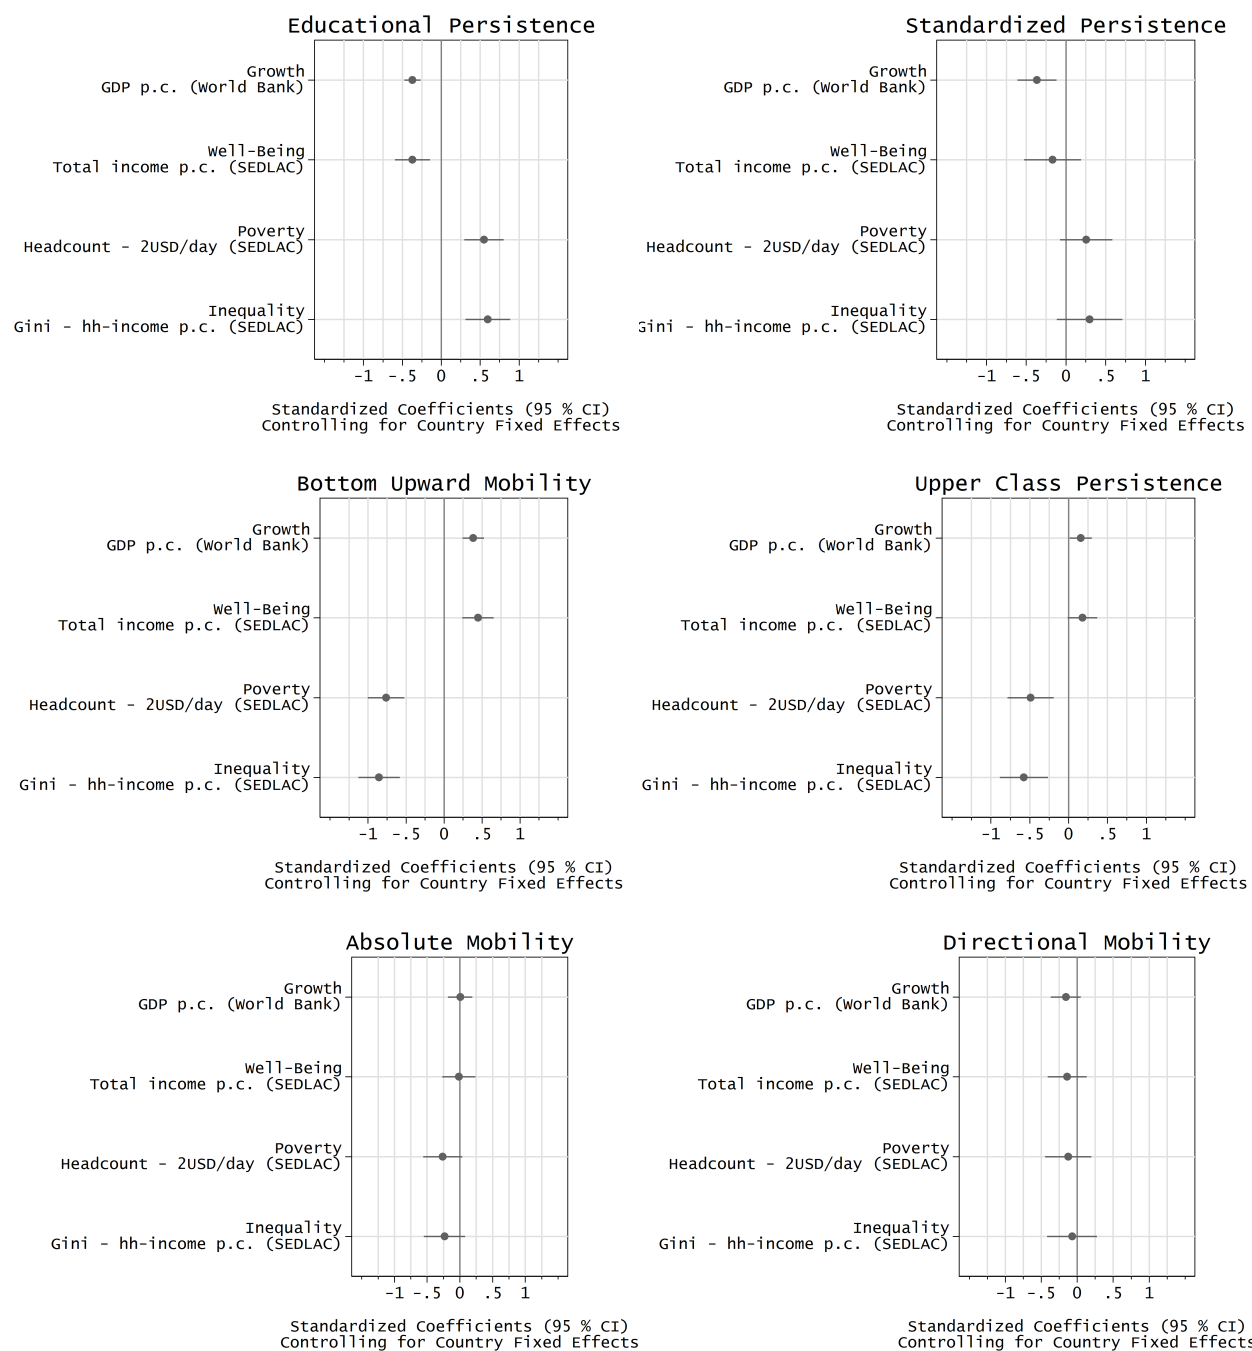 Educational Persistence
Growth
GDP p.c. (World Bank)
Well-Being
Total income p.c. (SEDLAC)
Poverty
Headcount - 2USD/day (SEDLAC)
Inequality
Gini - hh-income p.c. (SEDLAC)
-1 -.5 0 .5 1
Standardized Coefficients (95 % CI)
Controlling for Country Fixed Effects
Standardized Persistence
Growth
GDP p.c. (World Bank)
Well-Being
Total income p.c. (SEDLAC)
Poverty
Headcount - 2USD/day (SEDLAC)
Inequality
Gini - hh-income p.c. (SEDLAC)
-1 -.5 0 .5 1
Standardized Coefficients (95 % CI)
Controlling for Country Fixed Effects
Bottom Upward Mobility
Growth
GDP p.c. (World Bank)
Well-Being
Total income p.c. (SEDLAC)
Poverty
Headcount - 2USD/day (SEDLAC)
Inequality
Gini - hh-income p.c. (SEDLAC)
-1 -.5 0 .5 1
Standardized Coefficients (95 % CI)
Controlling for Country Fixed Effects
Upper Class Persistence
Growth
GDP p.c. (World Bank)
Well-Being
Total income p.c. (SEDLAC)
Poverty
Headcount - 2USD/day (SEDLAC)
Inequality
Gini - hh-income p.c. (SEDLAC)
-1 -.5 0 .5 1
Standardized Coefficients (95 % CI)
Controlling for Country Fixed Effects
Absolute Mobility
Growth
GDP p.c. (World Bank)
Well-Being
Total income p.c. (SEDLAC)
Poverty
Headcount - 2USD/day (SEDLAC)
Inequality
Gini - hh-income p.c. (SEDLAC)
-1 -.5 0 .5 1
Standardized Coefficients (95 % CI)
Controlling for Country Fixed Effects
Directional Mobility
Growth
GDP p.c. (World Bank)
Well-Being
Total income p.c. (SEDLAC)
Poverty
Headcount - 2USD/day (SEDLAC)
Inequality
Gini - hh-income p.c. (SEDLAC)
-1 -.5 0 .5 1
Standardized Coefficients (95 % CI)
Controlling for Country Fixed Effects